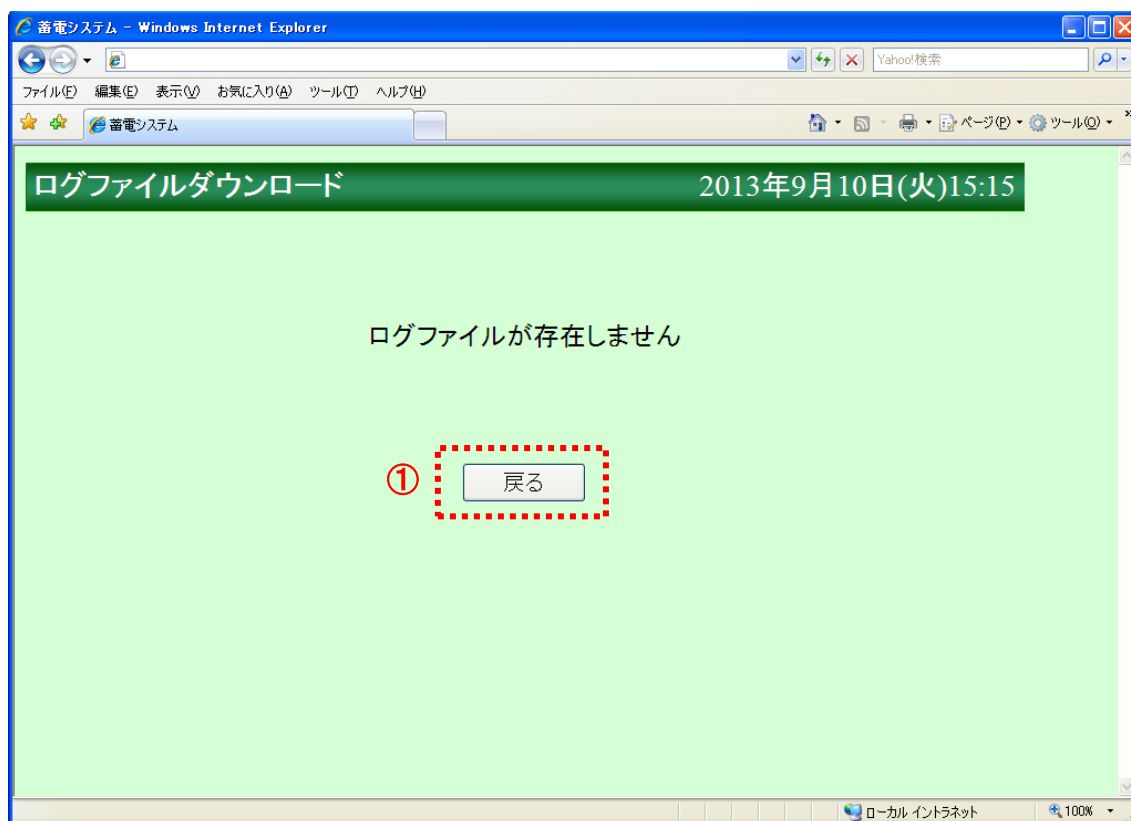 蓄電システム - Windows Internet Explorer
Yahoo!検索
ファイル(F) 編集(E) 表示(V) お気に入り(A) ツール(T) ヘルプ(H)
蓄電システム
ページ(P) ツール(O) »
ログファイルダウンロード 2013年9月10日(火)15:15
ログファイルが存在しません
① 戻る
ローカル イントラネット 100%